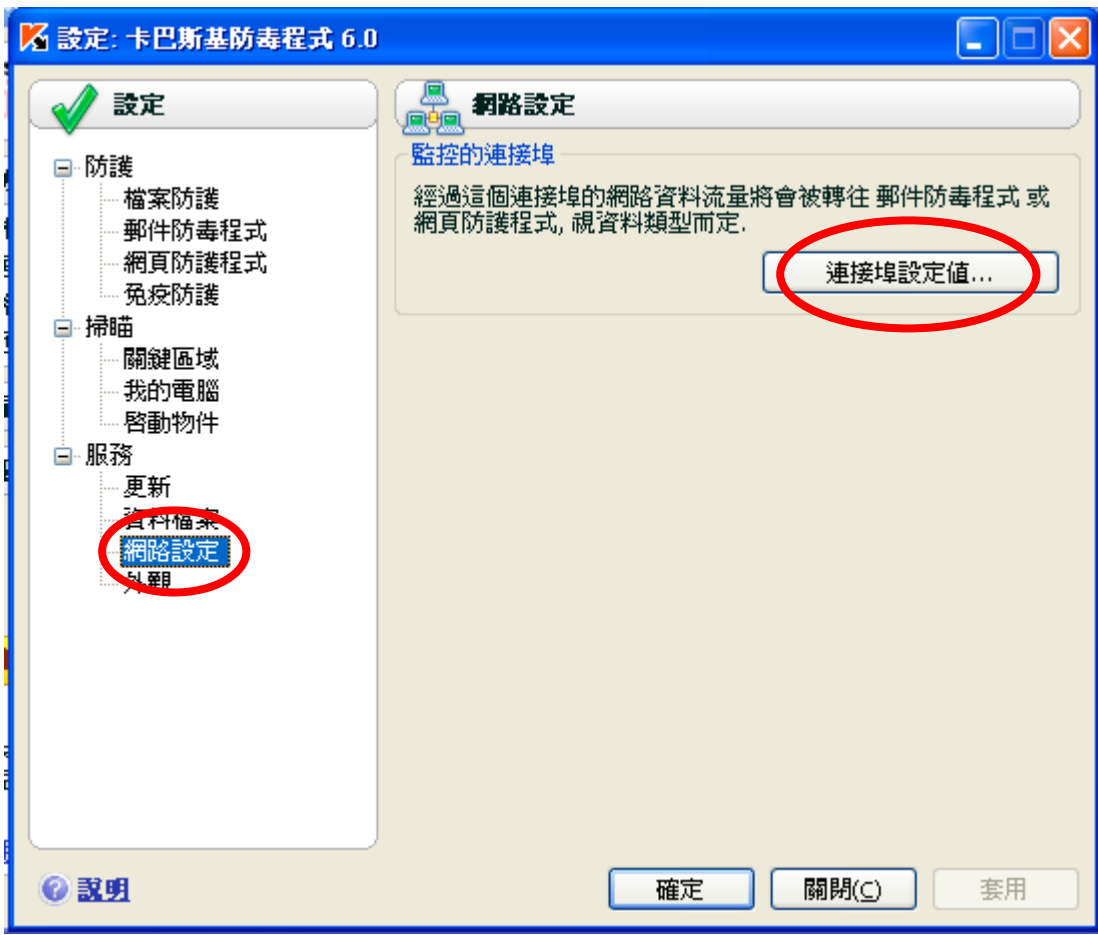 設定: 卡巴斯基防毒程式 6.0
設定
防護
檔案防護
郵件防毒程式
網頁防護程式
免疫防護
掃瞄
關鍵區域
我的電腦
啓動物件
服務
更新
資料檔案
網路設定
外觀
網路設定
監控的連接埠
經過這個連接埠的網路資料流量將會被轉往 郵件防毒程式 或
網頁防護程式, 視資料類型而定.
連接埠設定值...
說明
確定
關閉(C)
套用